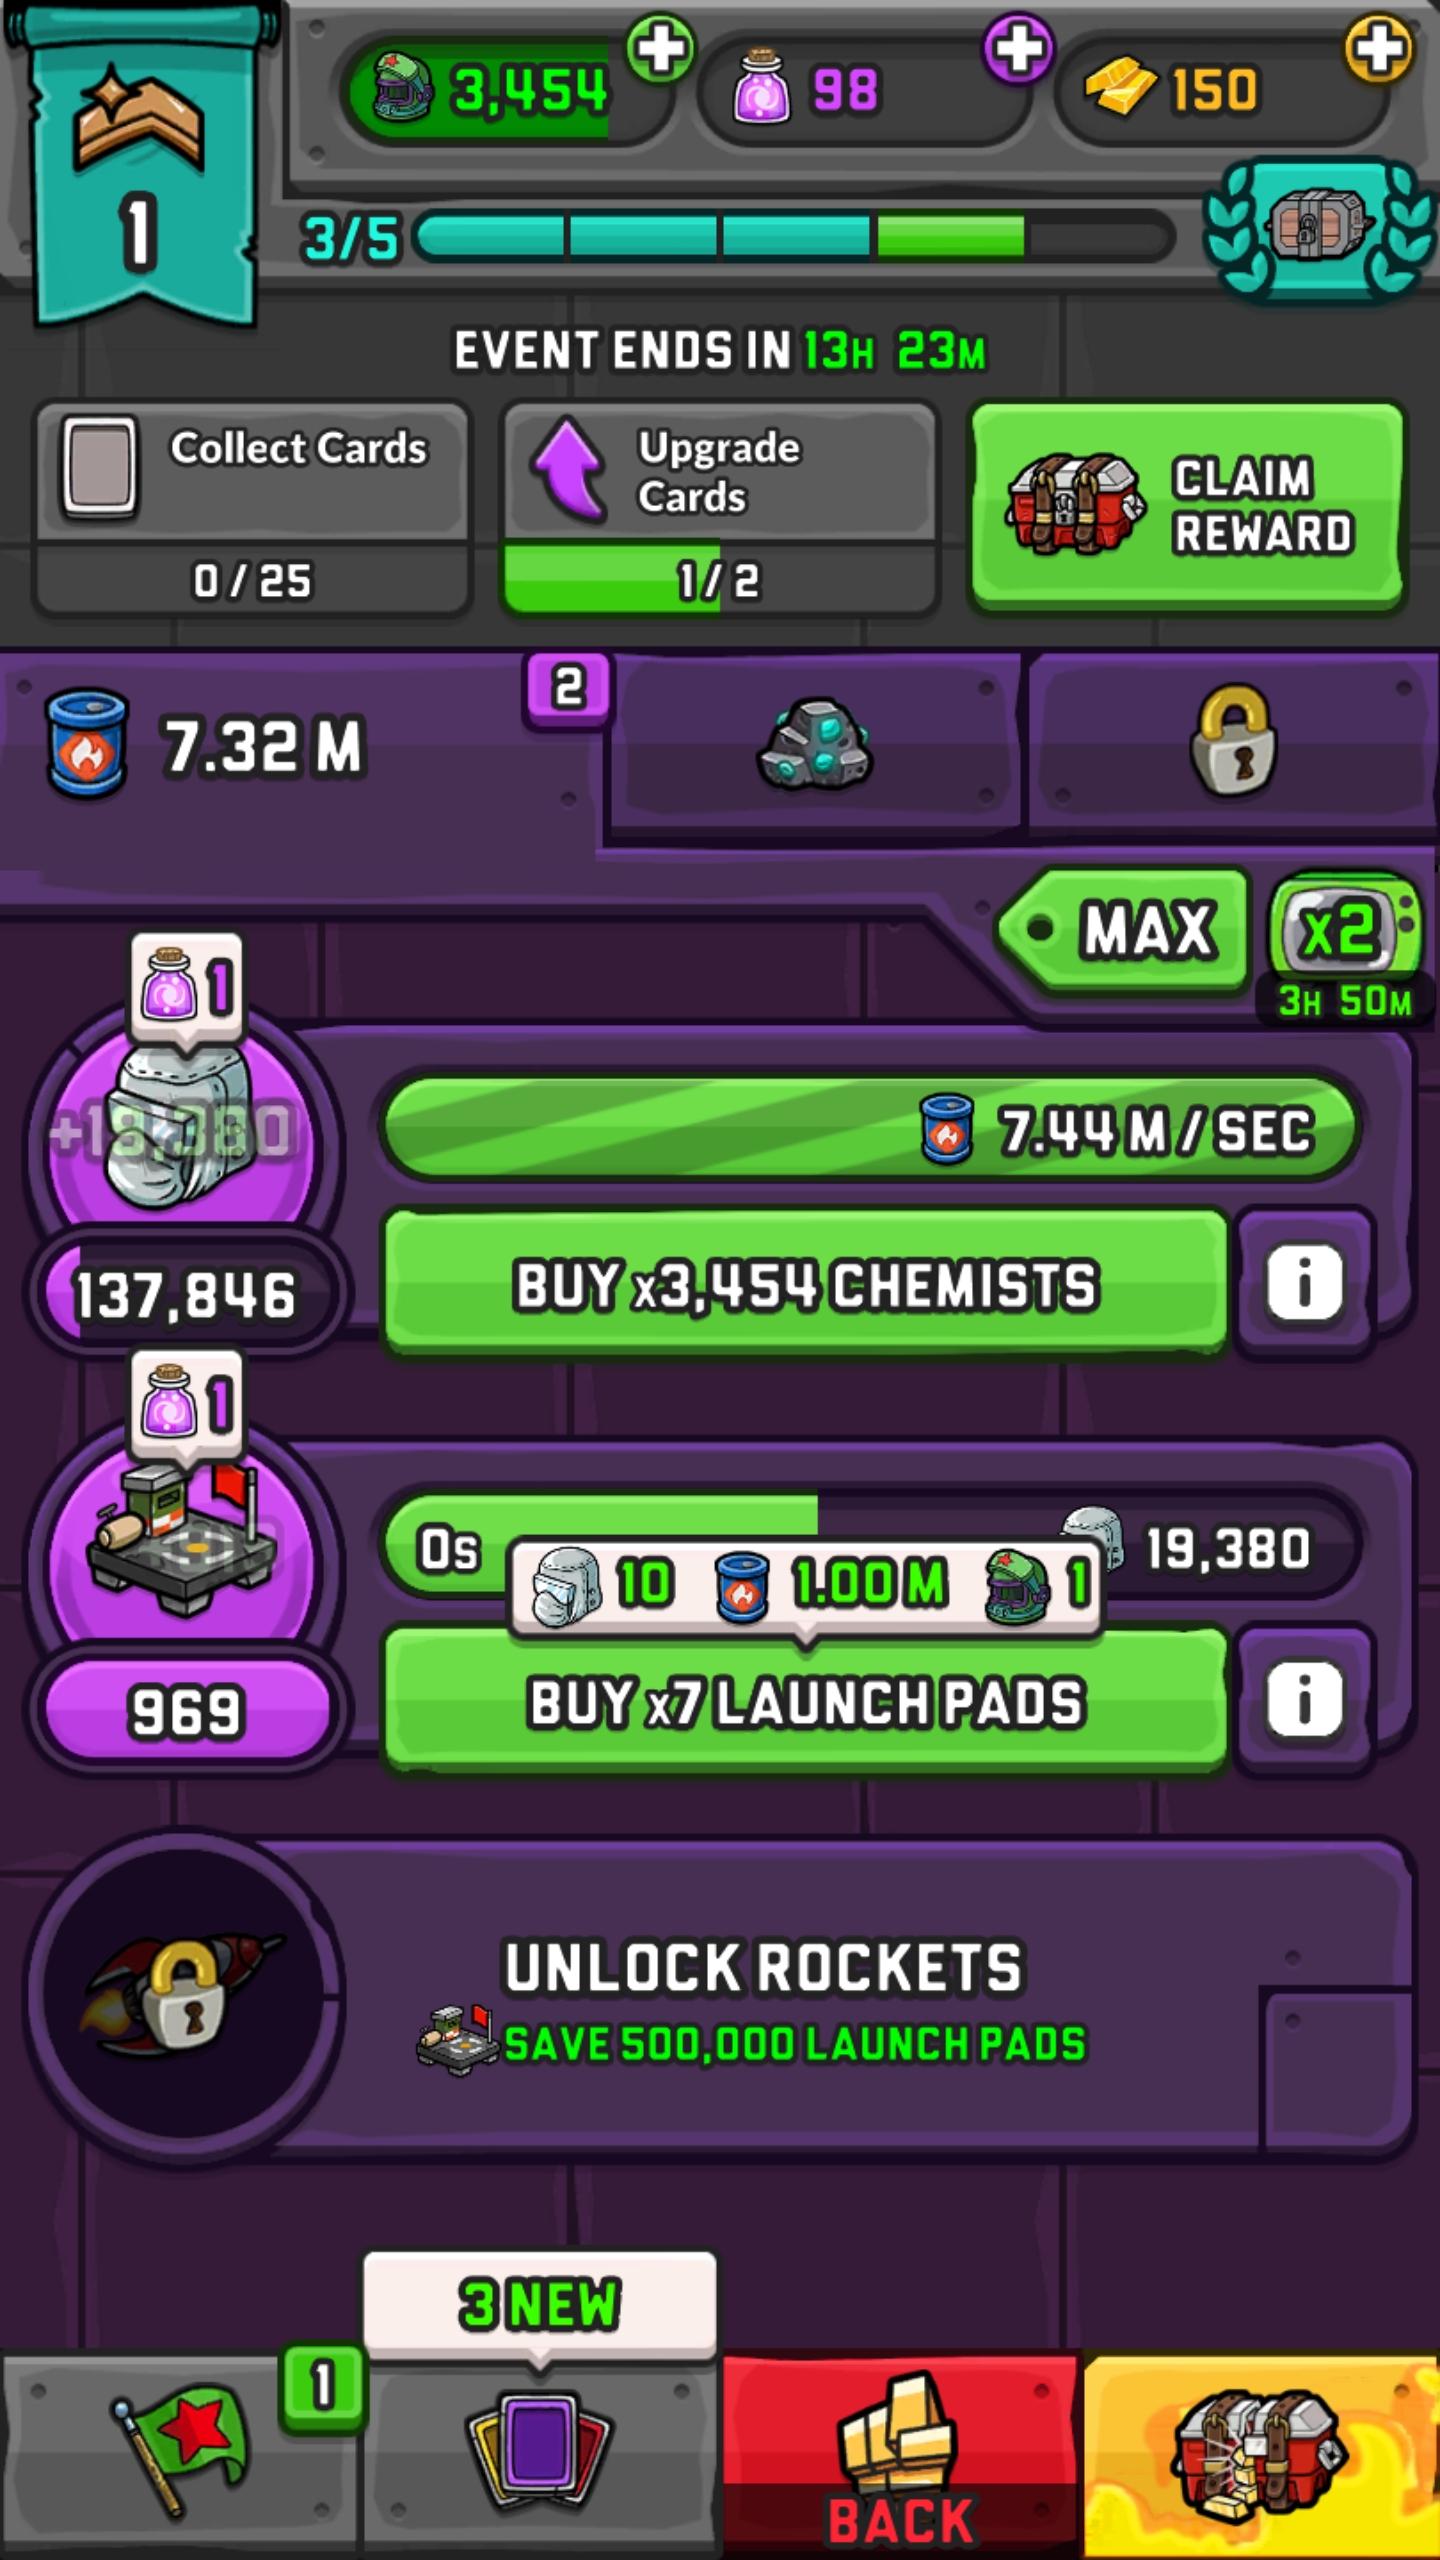 1
3,454
98
150
3/5
EVENT ENDS IN 13H 23M
Collect Cards
0 / 25
Upgrade
Cards
1 / 2
CLAIM
REWARD
7.32 M
2
MAX
x2
3H 50M
1
7.44 M / SEC
137,846
BUY x3,454 CHEMISTS
i
1
0s
19,380
10
1.00 M
1
969
BUY x7 LAUNCH PADS
i
UNLOCK ROCKETS
SAVE 500,000 LAUNCH PADS
3 NEW
1
BACK